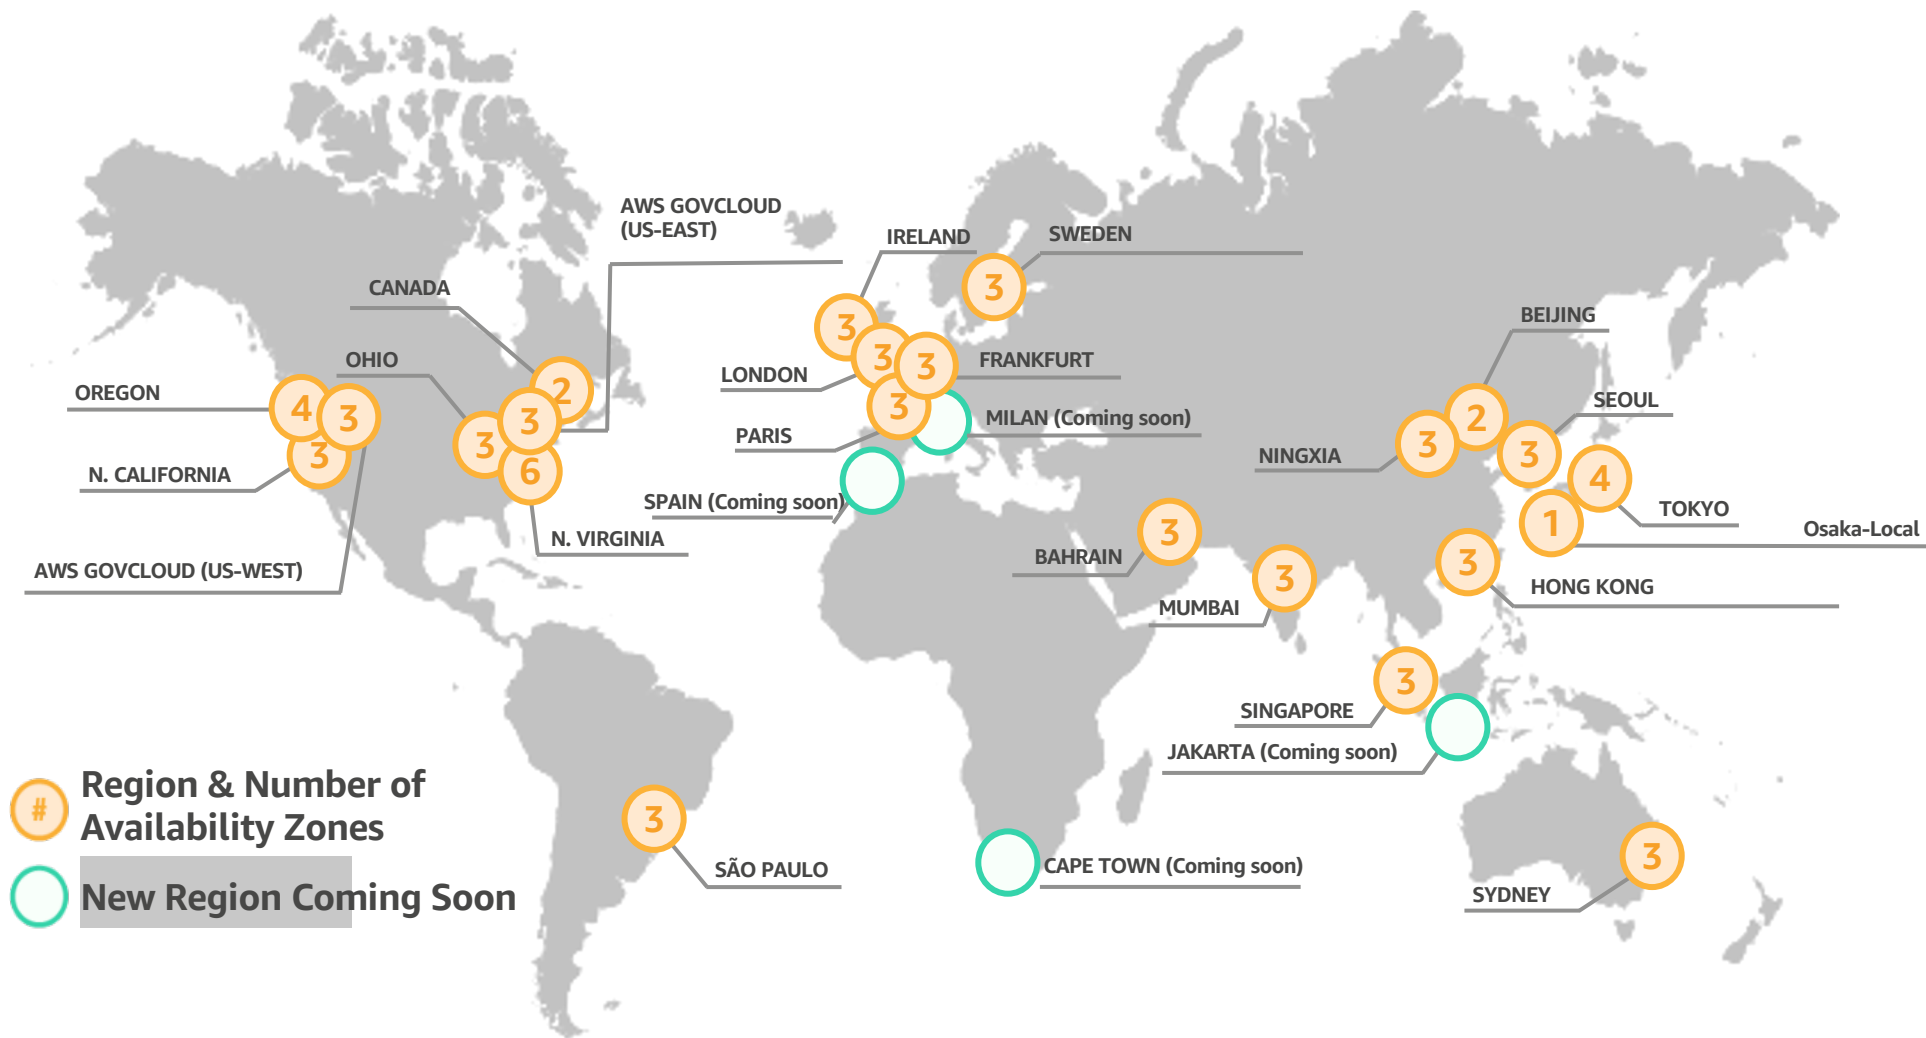 AWS GOVCLOUD
(US-EAST)
IRELAND
SWEDEN
3
CANADA
3
BEIJING
OHIO
3
3
FRANKFURT
LONDON
OREGON
4
3
2
3
3
MILAN (Coming soon)
PARIS
2
SEOUL
3
N. CALIFORNIA
3
3
6
NINGXIA
3
3
4
SPAIN (Coming soon)
TOKYO
1
Osaka-Local
N. VIRGINIA
BAHRAIN
3
3
HONG KONG
AWS GOVCLOUD (US-WEST)
MUMBAI
3
3
SINGAPORE
JAKARTA (Coming soon)
# Region & Number of
Availability Zones
New Region Coming Soon
3
SÃO PAULO
CAPE TOWN (Coming soon)
3
SYDNEY